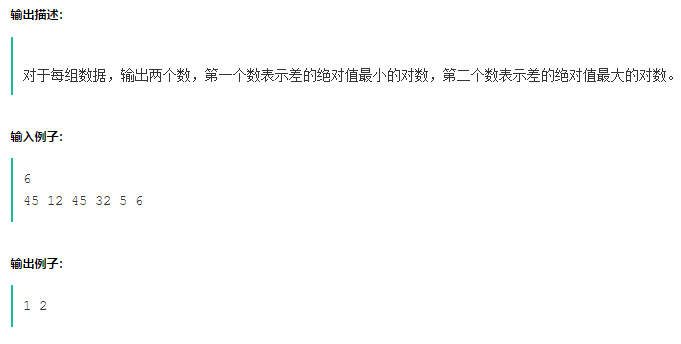 输出描述:
对于每组数据，输出两个数，第一个数表示差的绝对值最小的对数，第二个数表示差的绝对值最大的对数。
输入例子:
6
45 12 45 32 5 6
输出例子:
1 2